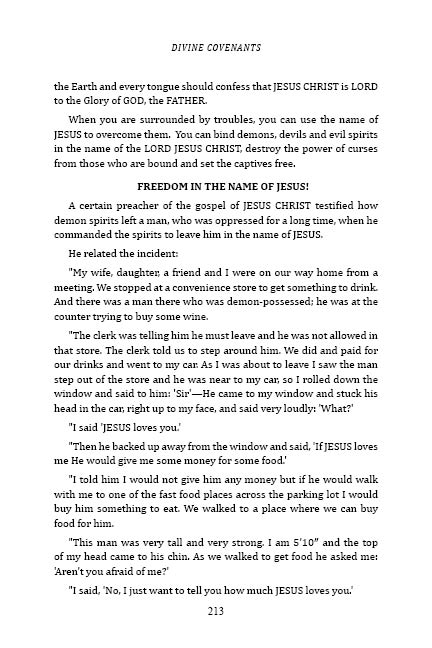 DIVINE COVENANTS
the Earth and every tongue should confess that JESUS CHRIST is LORD
to the Glory of GOD, the FATHER.
When you are surrounded by troubles, you can use the name of
JESUS to overcome them. You can bind demons, devils and evil spirits
in the name of the LORD JESUS CHRIST, destroy the power of curses
from those who are bound and set the captives free.
FREEDOM IN THE NAME OF JESUS!
A certain preacher of the gospel of JESUS CHRIST testified how
demon spirits left a man, who was oppressed for a long time, when he
commanded the spirits to leave him in the name of JESUS.
He related the incident:
"My wife, daughter, a friend and I were on our way home from a
meeting. We stopped at a convenience store to get something to drink.
And there was a man there who was demon-possessed; he was at the
counter trying to buy some wine.
"The clerk was telling him he must leave and he was not allowed in
that store. The clerk told us to step around him. We did and paid for
our drinks and went to my car. As I was about to leave I saw the man
step out of the store and he was near to my car, so I rolled down the
window and said to him: 'Sir'—He came to my window and stuck his
head in the car, right up to my face, and said very loudly: 'What?'
"I said 'JESUS loves you.'
"Then he backed up away from the window and said, 'If JESUS loves
me He would give me some money for some food.'
"I told him I would not give him any money but if he would walk
with me to one of the fast food places across the parking lot I would
buy him something to eat. We walked to a place where we can buy
food for him.
"This man was very tall and very strong. I am 5’10” and the top
of my head came to his chin. As we walked to get food he asked me:
'Aren't you afraid of me?'
"I said, 'No, I just want to tell you how much JESUS loves you.'
213